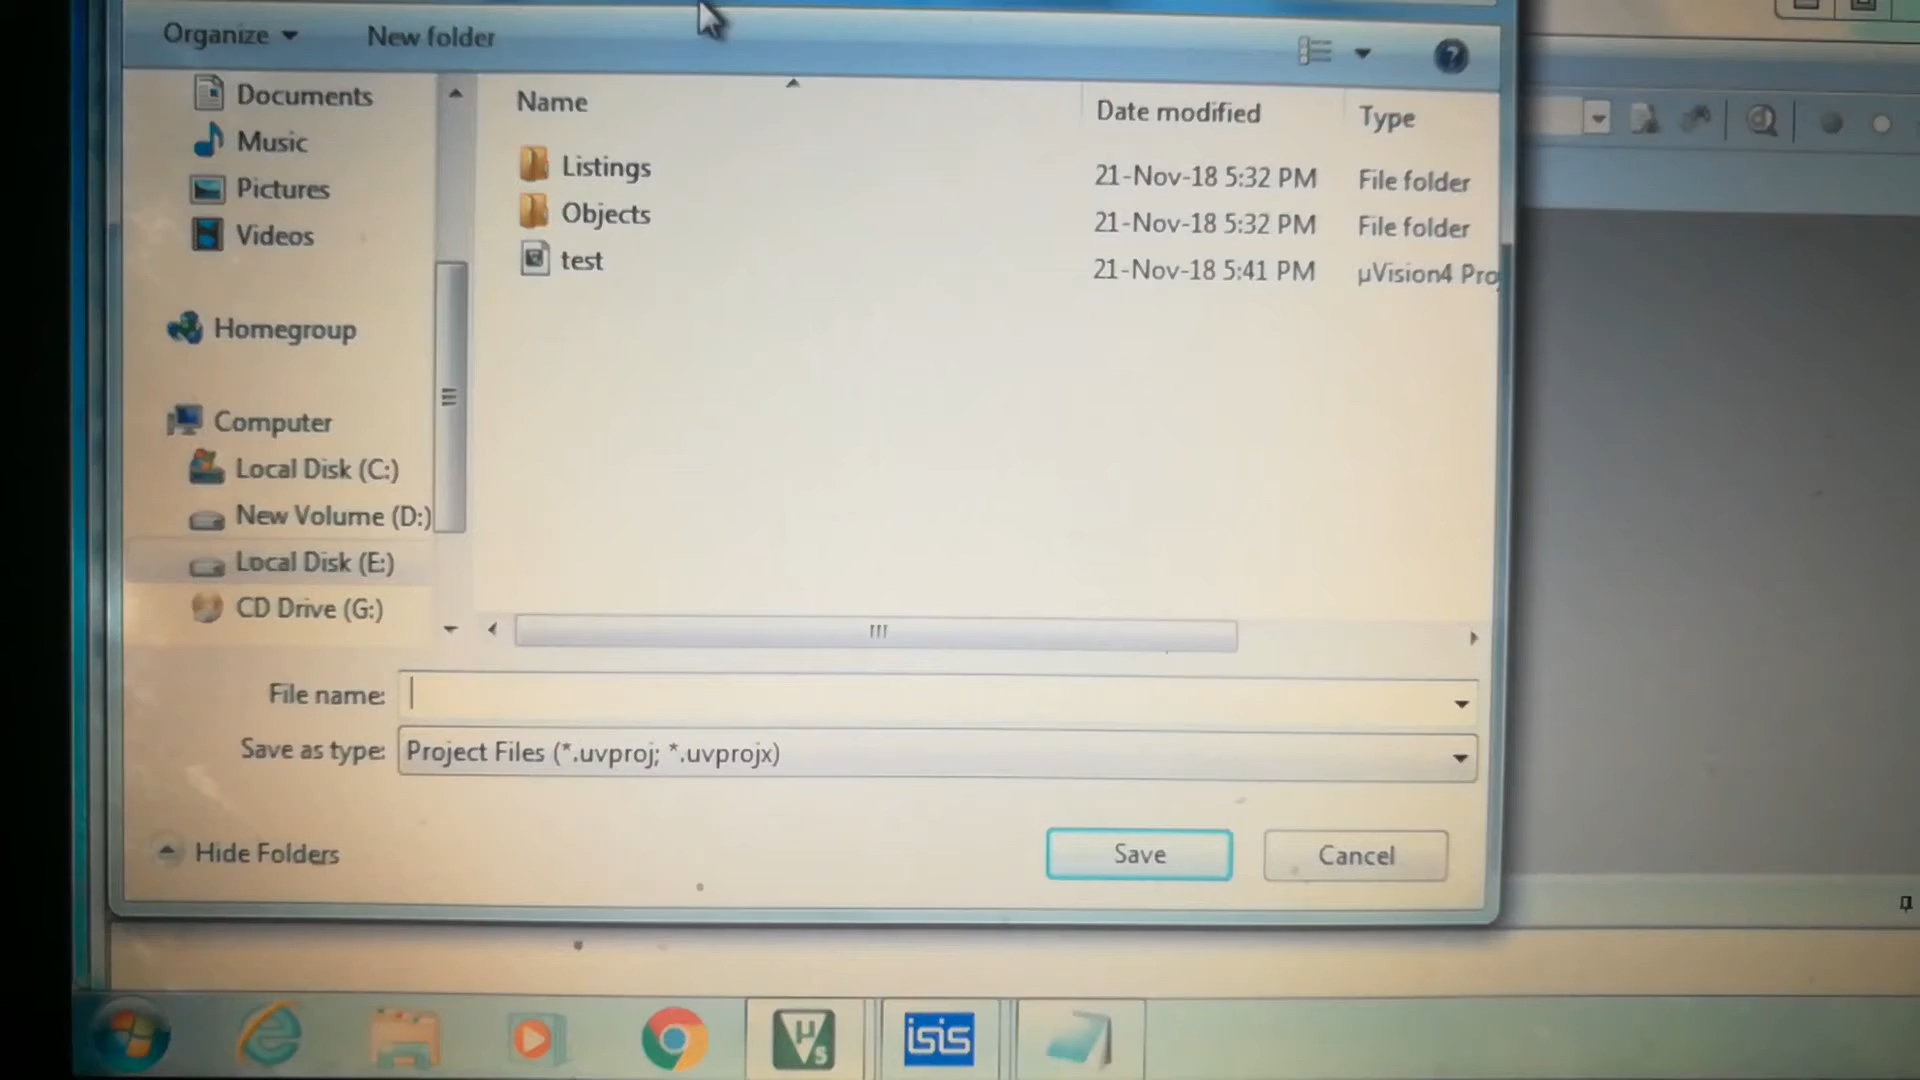 Organize
New folder
?
Documents
Music
Pictures
Videos
Homegroup
Computer
Local Disk (C:)
New Volume (D:)
Local Disk (E:)
CD Drive (G:)
Name
Date modified
Type
Listings
21-Nov-18 5:32 PM
File folder
Objects
21-Nov-18 5:32 PM
File folder
test
21-Nov-18 5:41 PM
µVision4 Pro
File name:
Save as type:
Project Files (*.uvproj; *.uvprojx)
Hide Folders
Save
Cancel
µVs
isis